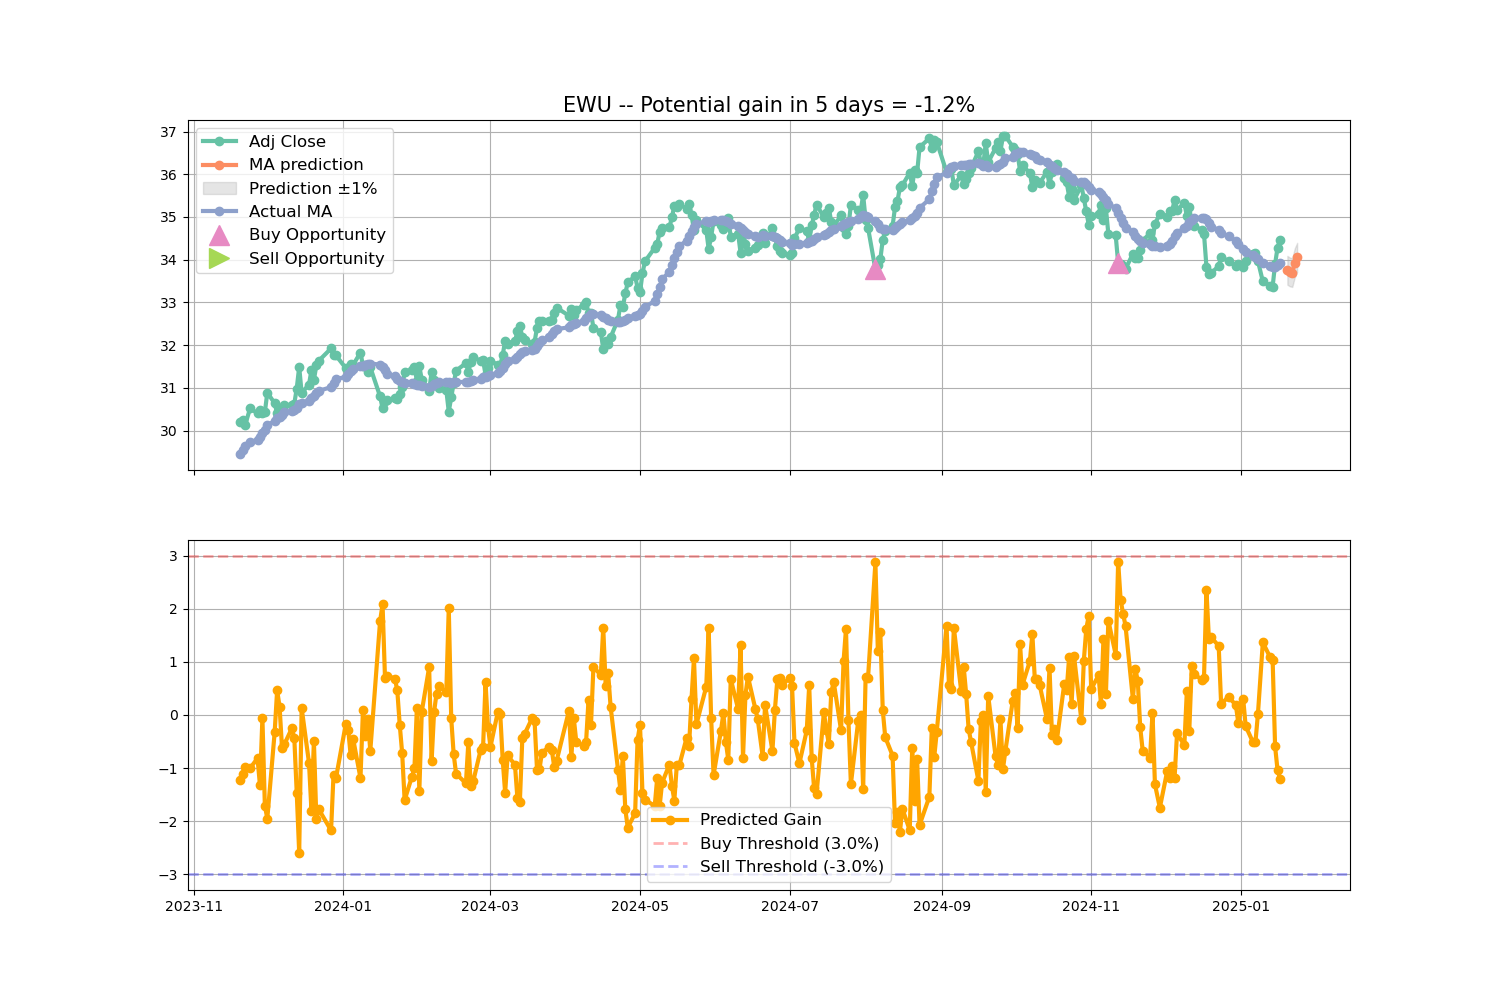 EWU -- Potential gain in 5 days = -1.2%
37
36
35
34
33
32
31
30
Adj Close
MA prediction
Prediction ±1%
Actual MA
Buy Opportunity
Sell Opportunity
3
2
1
0
−1
−2
−3
Predicted Gain
Buy Threshold (3.0%)
Sell Threshold (-3.0%)
2023-11
2024-01
2024-03
2024-05
2024-07
2024-09
2024-11
2025-01